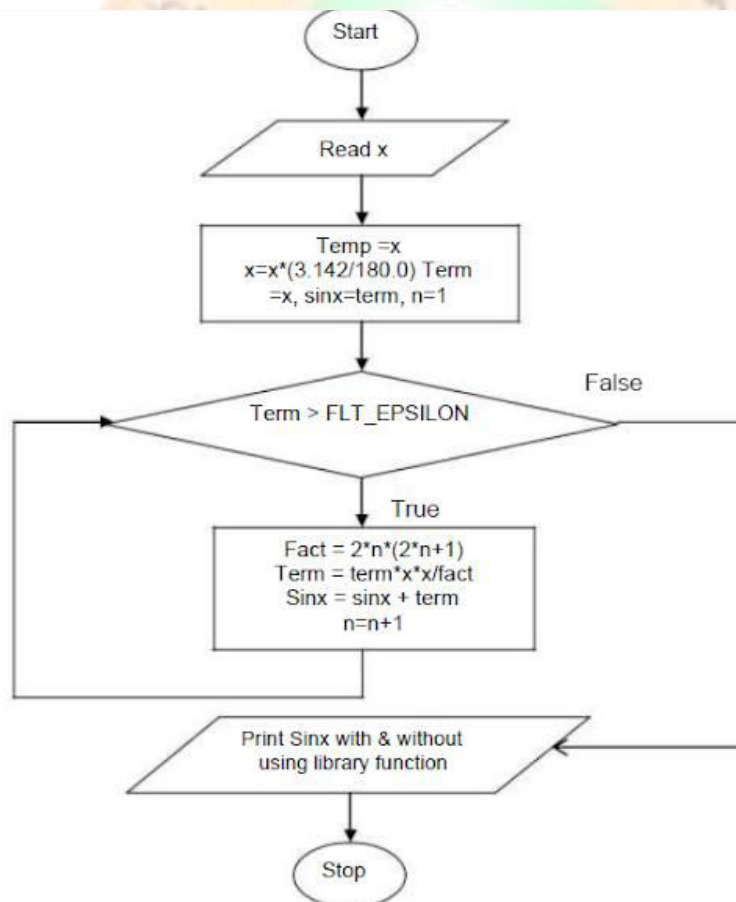 Start
Read x
Temp =x
x=x*(3.142/180.0) Term
=x, sinx=term, n=1
False
Term > FLT_EPSILON
True
Fact = 2*n*(2*n+1)
Term = term*x*x/fact
Sinx = sinx + term
n=n+1
Print Sinx with & without
using library function
Stop